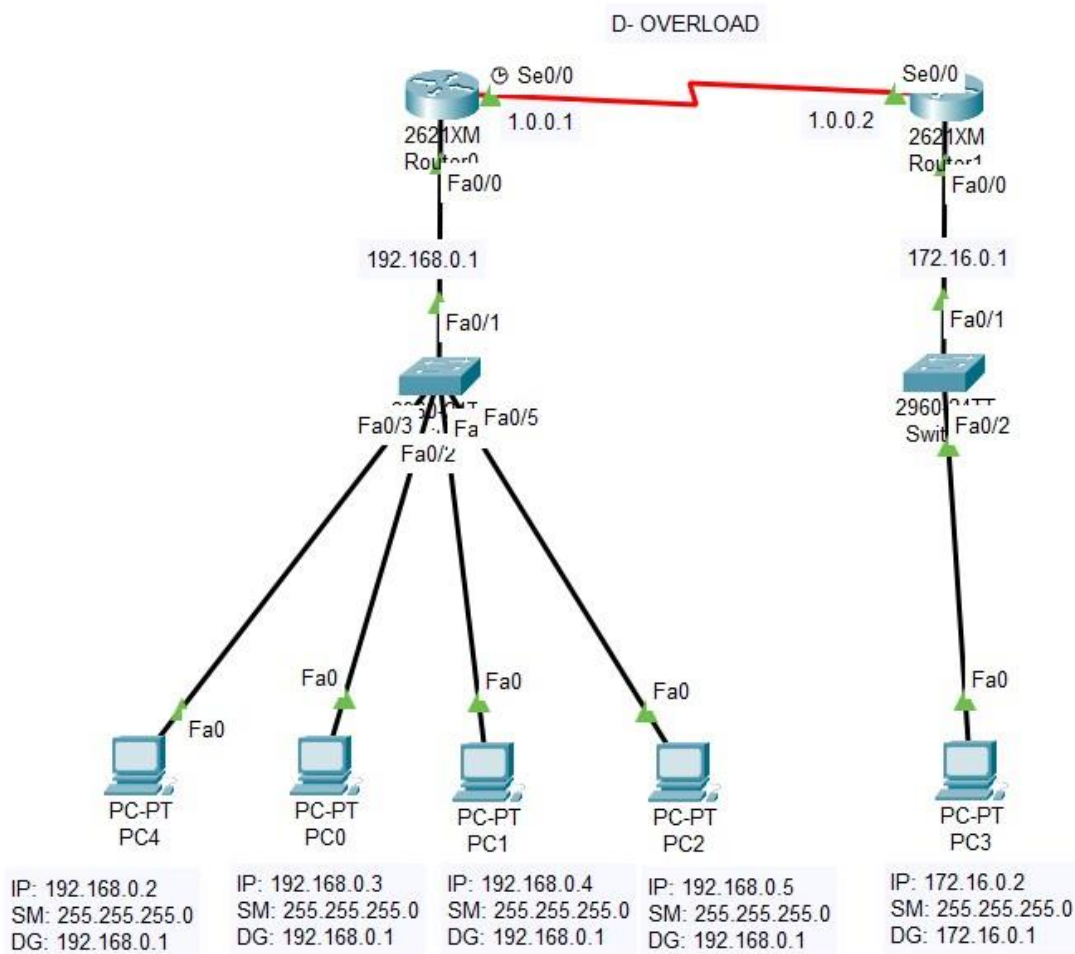 D- OVERLOAD
Se0/0
Se0/0
1.0.0.1
1.0.0.2
2621XM
Router0
2621XM
Router1
Fa0/0
Fa0/0
192.168.0.1
172.16.0.1
Fa0/1
Fa0/1
Fa0/3
Fa0/2
Fa
Fa0/5
Fa0/2
Fa0
Fa0
Fa0
Fa0
Fa0
PC-PT
PC4
PC-PT
PC0
PC-PT
PC1
PC-PT
PC2
PC-PT
PC3
IP: 192.168.0.2
SM: 255.255.255.0
DG: 192.168.0.1
IP: 192.168.0.3
SM: 255.255.255.0
DG: 192.168.0.1
IP: 192.168.0.4
SM: 255.255.255.0
DG: 192.168.0.1
IP: 192.168.0.5
SM: 255.255.255.0
DG: 192.168.0.1
IP: 172.16.0.2
SM: 255.255.255.0
DG: 172.16.0.1